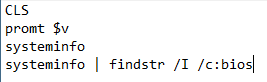 CLS
promt $v
systeminfo
systeminfo | findstr /I /c:bios